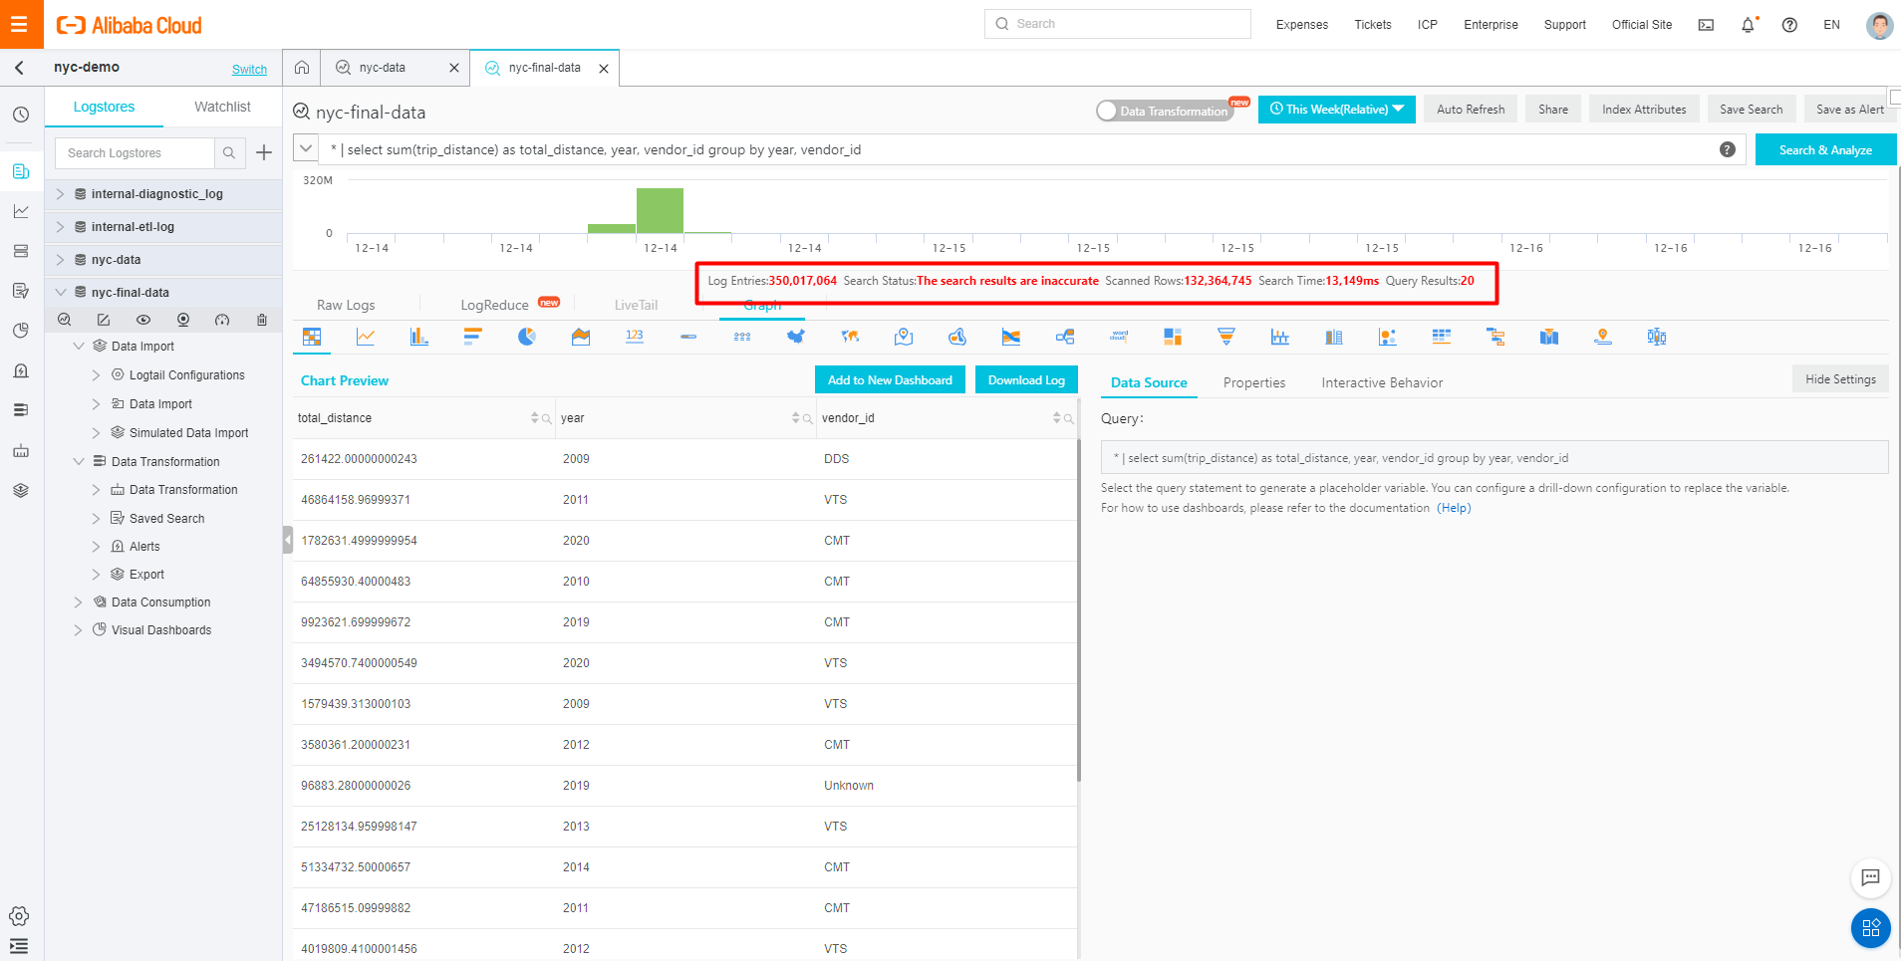 Alibaba Cloud
Search
Expenses
Tickets
ICP
Enterprise
Support
Official Site
EN
nyc-demo
Switch
nyc-data
nyc-final-data
Logstores
Watchlist
Search Logstores
internal-diagnostic_log
internal-etl-log
nyc-data
nyc-final-data
Data Import
Logtail Configurations
Data Import
Simulated Data Import
Data Transformation
Data Transformation
Saved Search
Alerts
Export
Data Consumption
Visual Dashboards
nyc-final-data
Data Transformation
new
This Week(Relative)
Auto Refresh
Share
Index Attributes
Save Search
Save as Alert
* | select sum(trip_distance) as total_distance, year, vendor_id group by year, vendor_id
Search & Analyze
320M
0
12-14
12-14
12-14
12-14
12-15
12-15
12-15
12-15
12-16
12-16
12-16
Log Entries:350,017,064 Search Status:The search results are inaccurate Scanned Rows:132,364,745 Search Time:13,149ms Query Results:20
Raw Logs
LogReduce
new
LiveTail
Graph
123
word cloud
Chart Preview
Add to New Dashboard
Download Log
total_distance year vendor_id
261422.00000000243 2009 DDS
46864158.96999371 2011 VTS
1782631.4999999954 2020 CMT
64855930.40000483 2010 CMT
9923621.699999672 2019 CMT
3494570.7400000549 2020 VTS
1579439.313000103 2009 VTS
3580361.200000231 2012 CMT
96883.28000000026 2019 Unknown
25128134.959998147 2013 VTS
51334732.50000657 2014 CMT
47186515.09999882 2011 CMT
4019809.4100001456 2012 VTS
Data Source
Properties
Interactive Behavior
Hide Settings
Query:
* | select sum(trip_distance) as total_distance, year, vendor_id group by year, vendor_id
Select the query statement to generate a placeholder variable. You can configure a drill-down configuration to replace the variable.
For how to use dashboards, please refer to the documentation (Help)